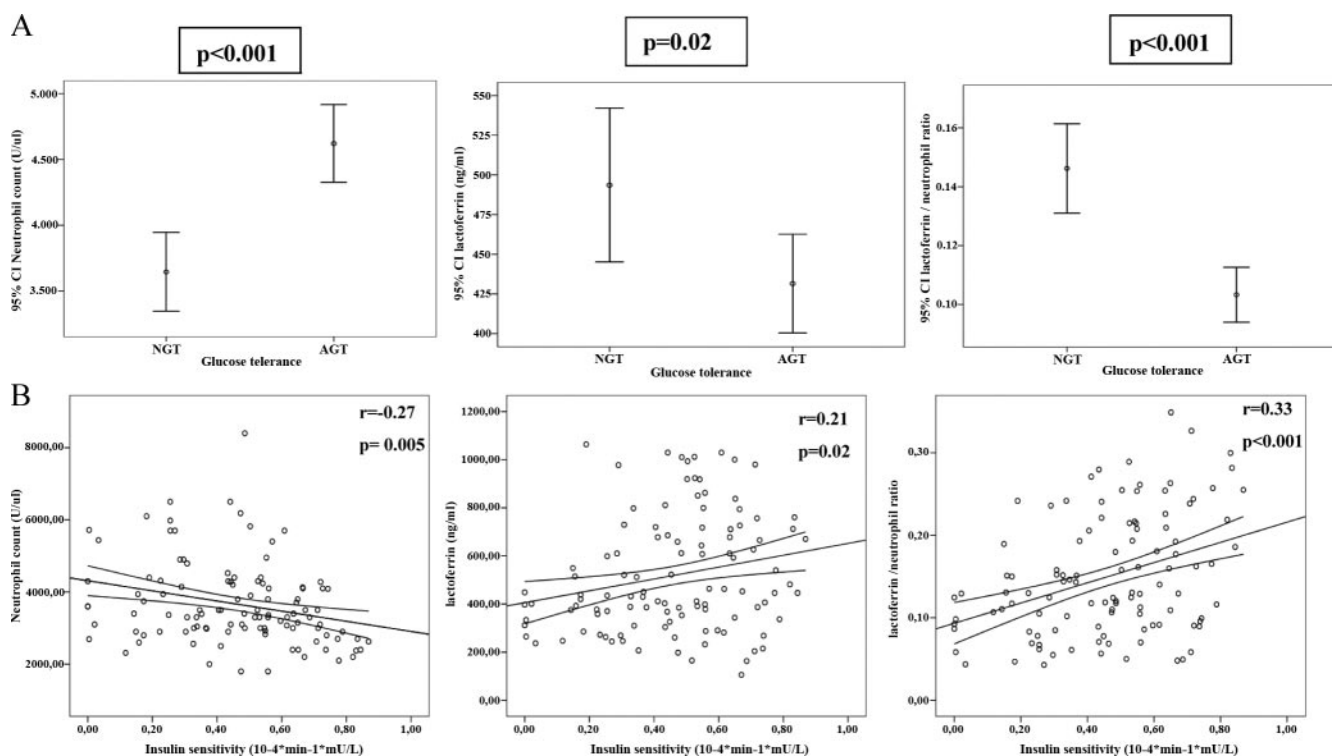 A
p<0.001
95% CI Neutrophil count (U/ul)
5.000
4.500
4.000
3.500
NGT
AGT
Glucose telerance
p=0.02
95% CI lactoferrin (ng/ml)
550
525
500
475
450
425
400
NGT
AGT
Glucose tolerance
p<0.001
95% CI lactoferrin / neutrophil ratio
0.16
0.14
0.12
0.10
NGT
AGT
Glucose tolerance
B
r=-0.27
p= 0.005
Neutrophil count (U/ul)
8000,00
6000,00
4000,00
2000,00
0,00
0,20
0,40
0,60
0,80
1,00
Insulin sensitivity (10-4*min-1*mU/L)
r=0.21
p=0.02
lactoferrin (ng/ml)
1200,00
1000,00
800,00
600,00
400,00
200,00
00,00
0,00
0,20
0,40
0,60
0,80
1,00
Insulin sensitivity (10-4*min-1*mU/L)
r=0.33
p<0.001
lactoferrin /neutrophil ratio
0,30
0,20
0,10
0,00
0,00
0,20
0,40
0,60
0,80
1,00
Insulin sensitivity (10-4*min-1*mU/L)